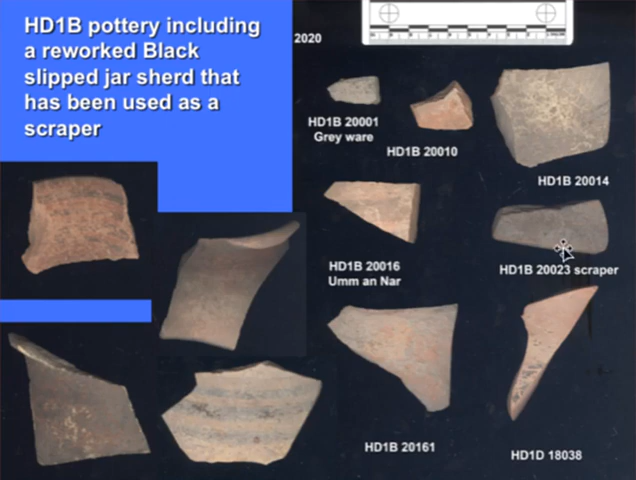 HD1B pottery including
a reworked Black
slipped jar sherd that
has been used as a
scraper
2020
HD1B 20001
Grey ware
HD1B 20010
HD1B 20014
HD1B 20016
Umm an Nar
HD1B 20023 scraper
HD1B 20161
HD1D 18038